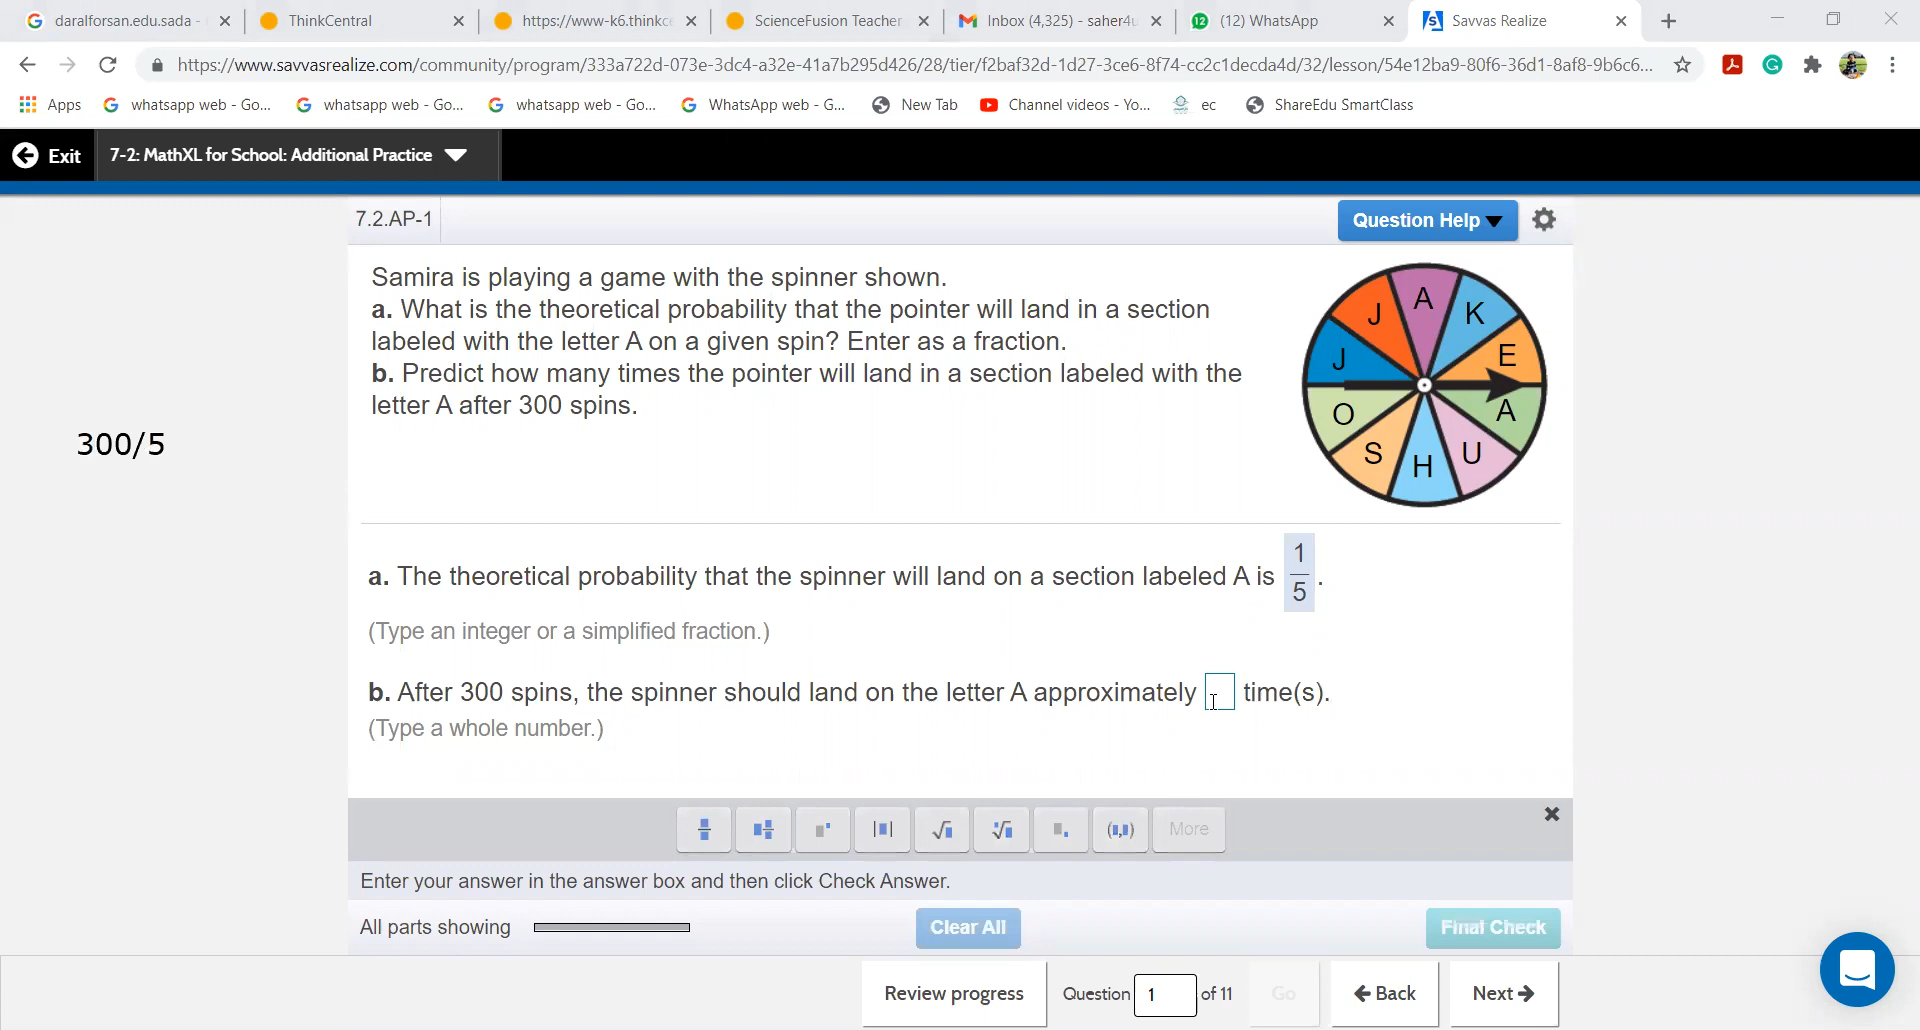 daralforsan.edu.sada -
ThinkCentral
https://www-k6.thinkce
ScienceFusion Teacher
Inbox (4,325) - saher4u
(12) WhatsApp
Savvas Realize
https://www.savvasrealize.com/community/program/333a722d-073e-3dc4-a32e-41a7b295d426/28/tier/f2baf32d-1d27-3ce6-8f74-cc2c1decda4d/32/lesson/54e12ba9-80f6-36d1-8af8-9b6c6...
Apps
whatsapp web - Go...
whatsapp web - Go...
whatsapp web - Go...
WhatsApp web - G...
New Tab
Channel videos - Yo...
ec
ShareEdu SmartClass
Exit
7-2: MathXL for School: Additional Practice
7.2.AP-1
Question Help
Samira is playing a game with the spinner shown.
a. What is the theoretical probability that the pointer will land in a section
labeled with the letter A on a given spin? Enter as a fraction.
b. Predict how many times the pointer will land in a section labeled with the
letter A after 300 spins.
A
K
E
A
U
H
S
O
J
J
300/5
a. The theoretical probability that the spinner will land on a section labeled A is 1/5.
(Type an integer or a simplified fraction.)
b. After 300 spins, the spinner should land on the letter A approximately time(s).
(Type a whole number.)
More
Enter your answer in the answer box and then click Check Answer.
All parts showing
Clear All
Final Check
Review progress
Question 1 of 11
Go
Back
Next